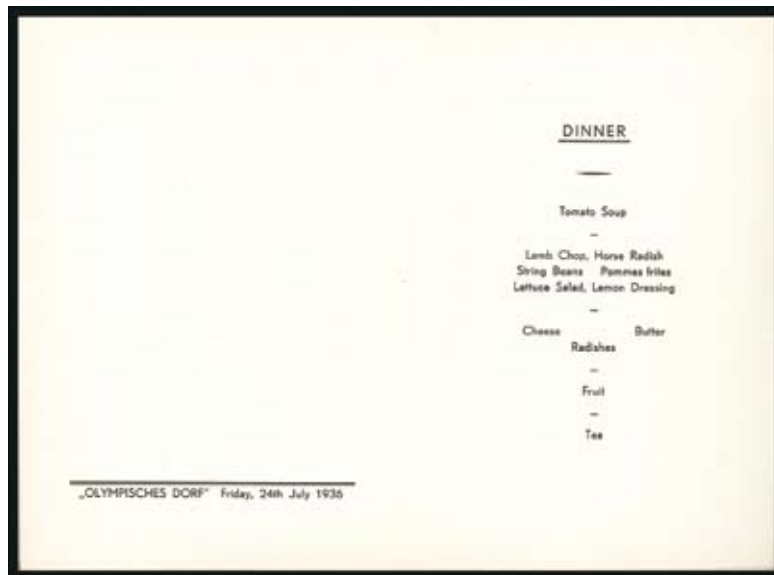 DINNER
Tomato Soup
–
Lamb Chop, Horse Radish
String Beans Pommes frites
Lettuce Salad, Lemon Dressing
–
Cheese Butter
Radishes
–
Fruit
–
Tea
„OLYMPISCHES DORF" Friday, 24th July 1936